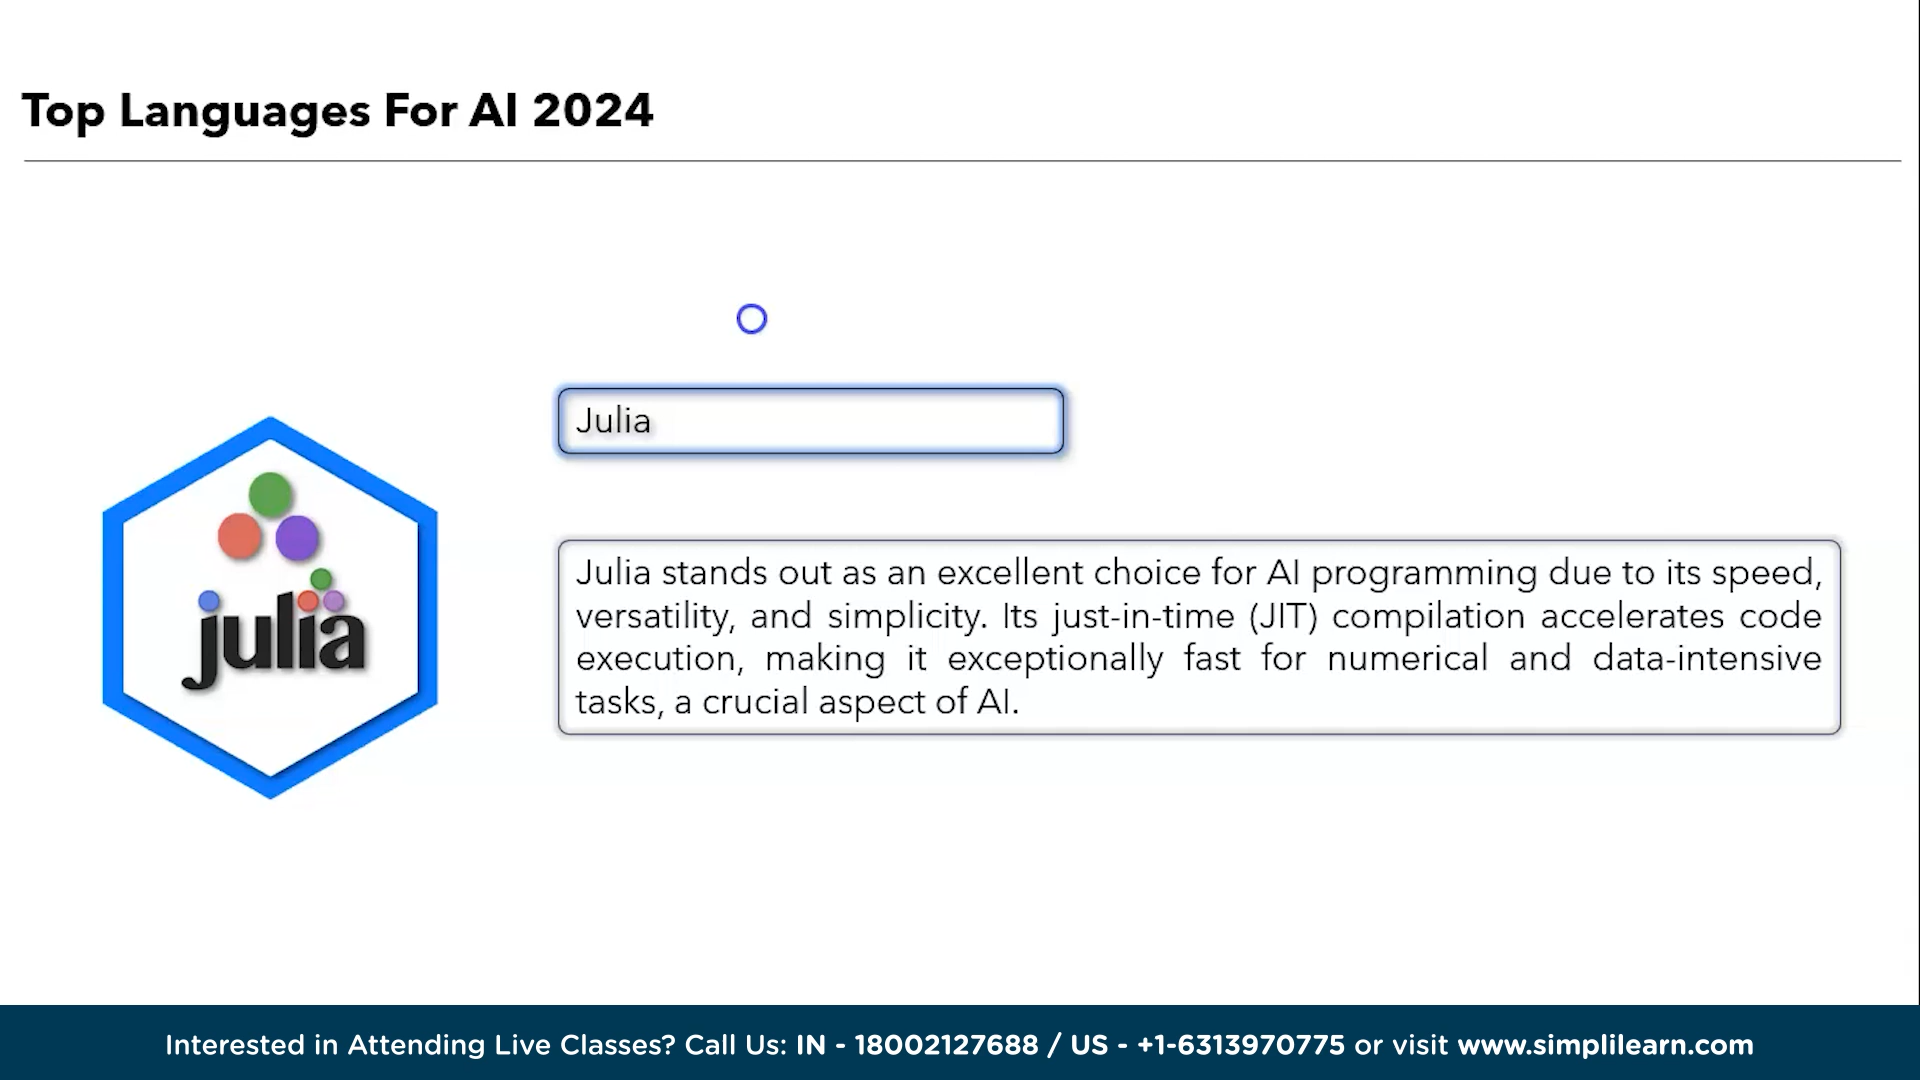 Top Languages For AI 2024
Julia
julia
Julia stands out as an excellent choice for AI programming due to its speed,
versatility, and simplicity. Its just-in-time (JIT) compilation accelerates code
execution, making it exceptionally fast for numerical and data-intensive
tasks, a crucial aspect of AI.
Interested in Attending Live Classes? Call Us: IN - 18002127688 / US - +1-6313970775 or visit www.simplilearn.com